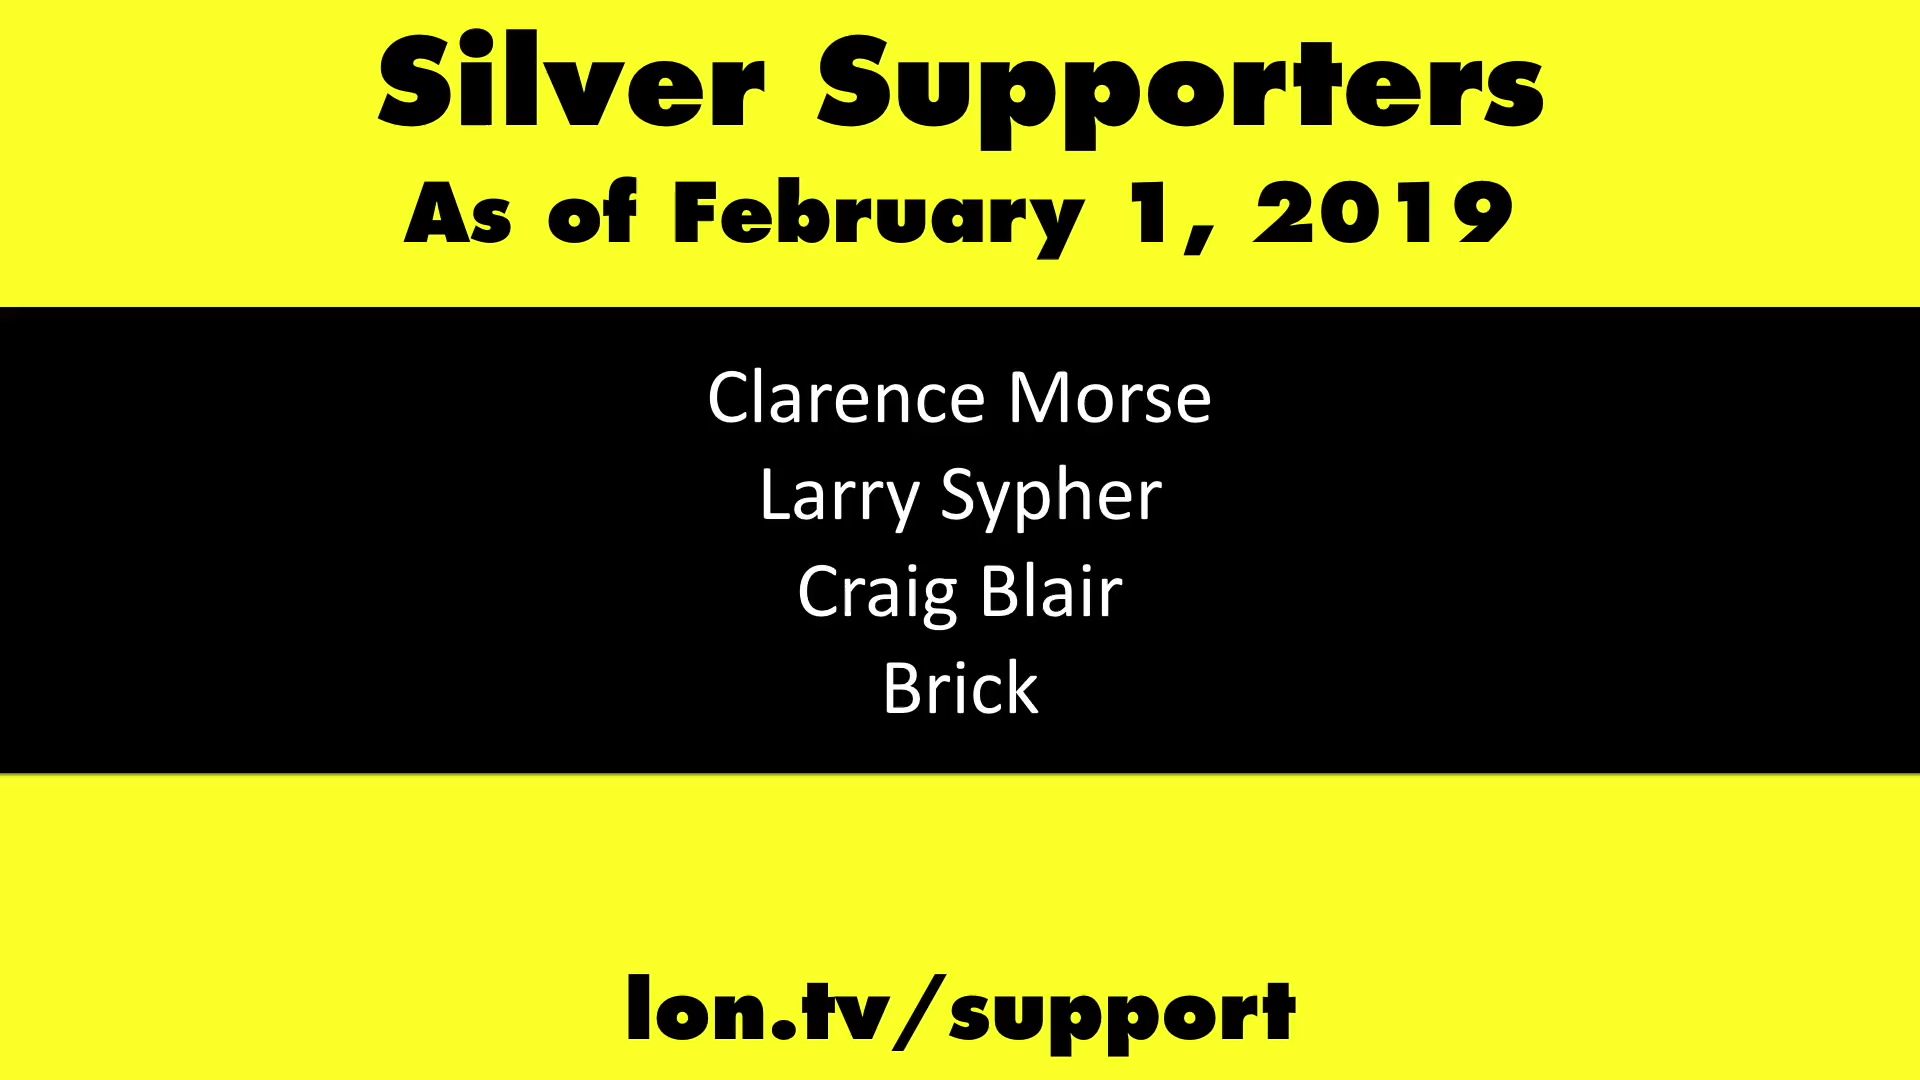 Silver Supporters
As of February 1, 2019
Clarence Morse
Larry Sypher
Craig Blair
Brick
lon.tv/support